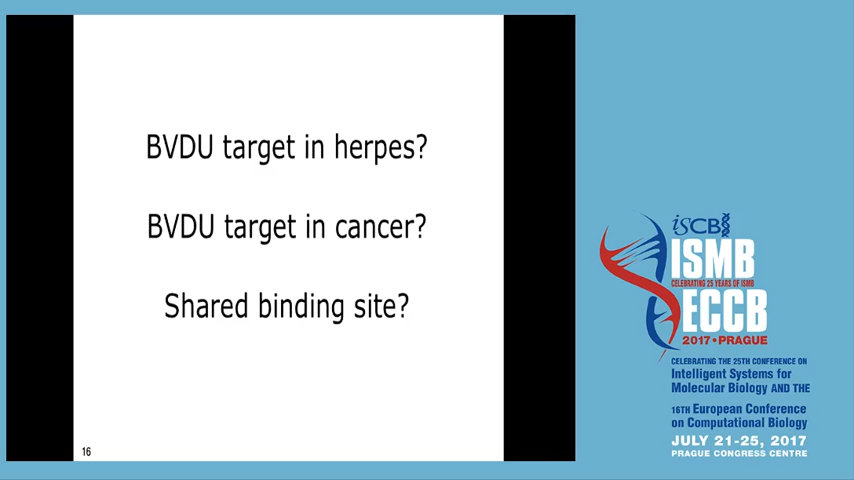 BVDU target in herpes?
BVDU target in cancer?
Shared binding site?
16
iSCB
ISMB
CELEBRATING 25 YEARS OF ISMB
ECCB
2017 • PRAGUE
CELEBRATING THE 25TH CONFERENCE ON
Intelligent Systems for
Molecular Biology AND THE
16TH European Conference
on Computational Biology
JULY 21-25, 2017
PRAGUE CONGRESS CENTRE